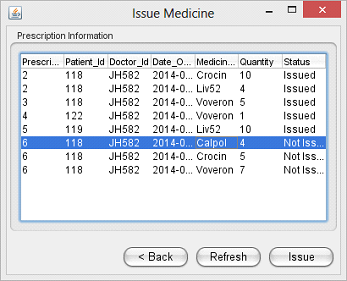 Issue Medicine
Prescription Information
Prescri... Patient_Id Doctor_Id Date_O... Medicin... Quantity Status
2 118 JH582 2014-0... Crocin 10 Issued
2 118 JH582 2014-0... Liv52 4 Issued
3 118 JH582 2014-0... Voveron 5 Issued
4 122 JH582 2014-0... Voveron 1 Issued
5 119 JH582 2014-0... Liv52 10 Issued
6 118 JH582 2014-0... Calpol 4 Not Iss...
6 118 JH582 2014-0... Crocin 5 Not Iss...
6 118 JH582 2014-0... Voveron 7 Not Iss...
< Back Refresh Issue